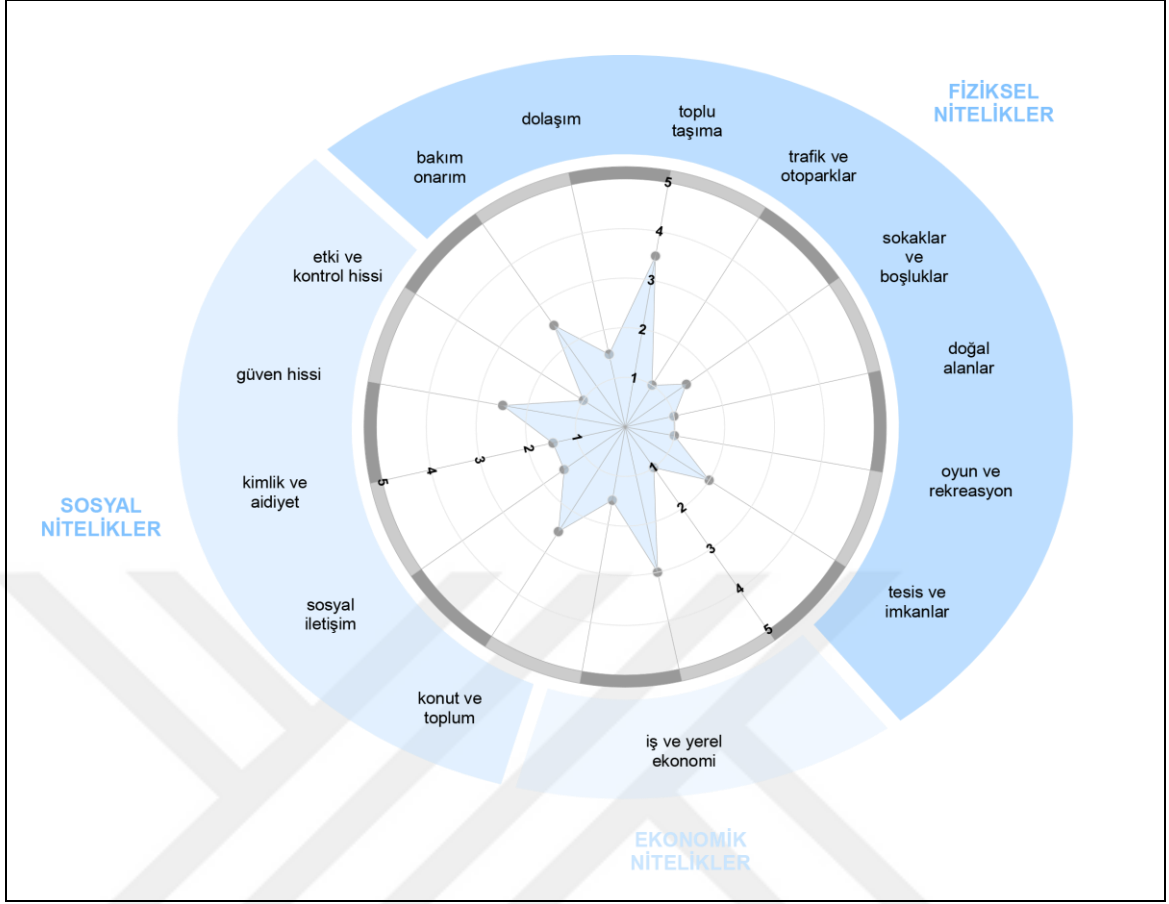 FİZİKSEL
NİTELİKLER
dolaşım
toplu
taşıma
bakım
onarım
trafik ve
otoparklar
sokaklar
ve
boşluklar
doğal
alanlar
oyun ve
rekreasyon
tesis ve
imkanlar
etki ve
kontrol hissi
güven hissi
kimlik ve
aidiyet
SOSYAL
NİTELİKLER
sosyal
iletişim
konut ve
toplum
iş ve yerel
ekonomi
EKONOMİK
NİTELİKLER
5
4
3
2
1
1
2
3
4
5
1
2
3
4
5